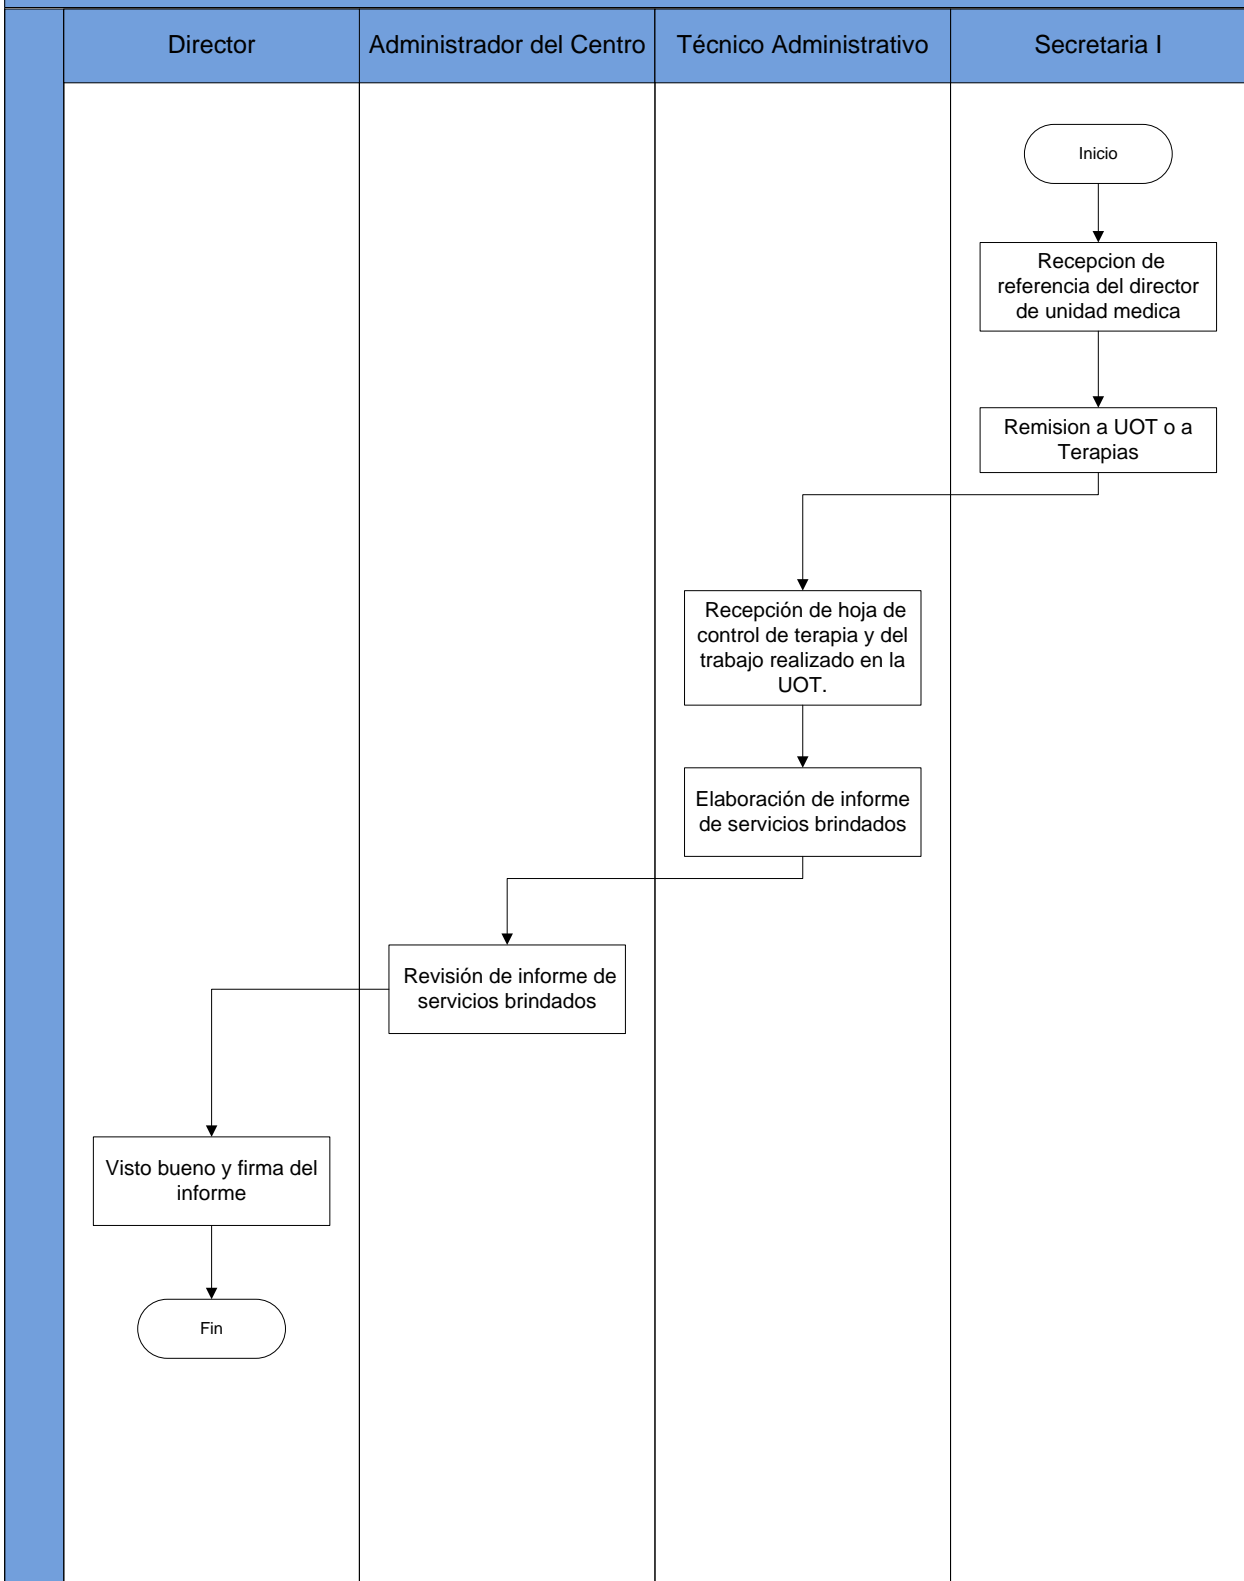 Director
Administrador del Centro
Técnico Administrativo
Secretaria I
Inicio
Recepcion de
referencia del director
de unidad medica
Remision a UOT o a
Terapias
Recepción de hoja de
control de terapia y del
trabajo realizado en la
UOT.
Elaboración de informe
de servicios brindados
Revisión de informe de
servicios brindados
Visto bueno y firma del
informe
Fin